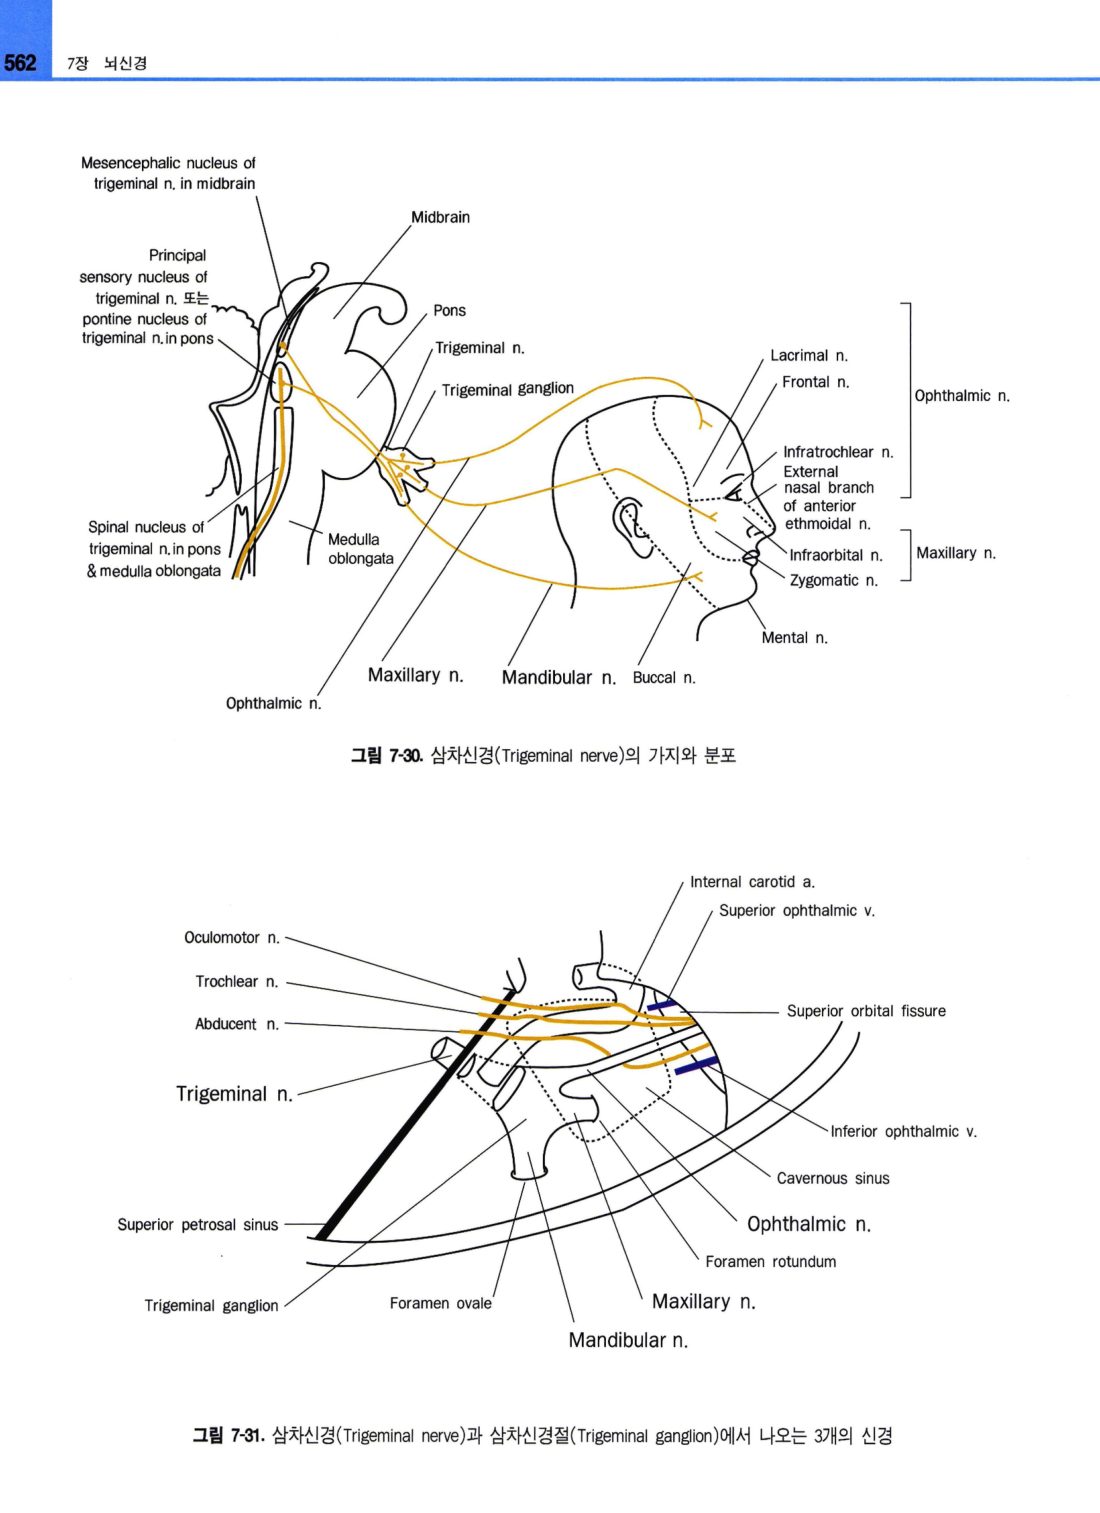 562 7장 뇌신경
Mesencephalic nucleus of
trigeminal n. in midbrain
Midbrain
Principal
sensory nucleus of
trigeminal n. 또는
pontine nucleus of
trigeminal n. in pons
Pons
Trigeminal n.
Trigeminal ganglion
Lacrimal n.
Frontal n.
Ophthalmic n.
Infratrochlear n.
External
nasal branch
of anterior
ethmoidal n.
Infraorbital n.
Zygomatic n.
Maxillary n.
Spinal nucleus of
trigeminal n. in pons
& medulla oblongata
Medulla
oblongata
Mental n.
Maxillary n.
Mandibular n.
Buccal n.
Ophthalmic n.
그림 7-30. 삼차신경(Trigeminal nerve)의 가지와 분포
Internal carotid a.
Superior ophthalmic v.
Oculomotor n.
Trochlear n.
Abducent n.
Superior orbital fissure
Trigeminal n.
Inferior ophthalmic v.
Cavernous sinus
Superior petrosal sinus
Ophthalmic n.
Foramen rotundum
Trigeminal ganglion
Foramen ovale
Maxillary n.
Mandibular n.
그림 7-31. 삼차신경(Trigeminal nerve)과 삼차신경절(Trigeminal ganglion)에서 나오는 3개의 신경